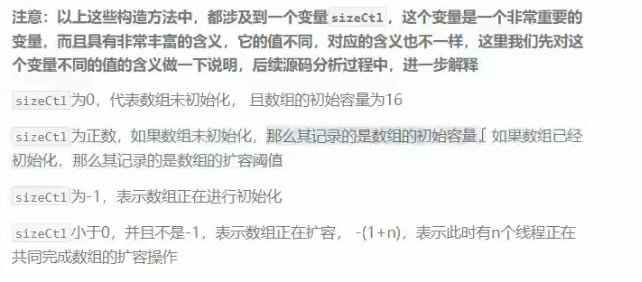 注意：以上这些构造方法中，都涉及到一个变量sizeCtl，这个变量是一个非常重要的
变量，而且具有非常丰富的含义，它的值不同，对应的含义也不一样，这里我们先对这
个变量不同的值的含义做一下说明，后续源码分析过程中，进一步解释
sizeCtl为0，代表数组未初始化， 且数组的初始容量为16
sizeCtl为正数，如果数组未初始化，那么其记录的是数组的初始容量，如果数组已经
初始化，那么其记录的是数组的扩容阈值
sizeCtl为-1，表示数组正在进行初始化
sizeCtl小于0，并且不是-1，表示数组正在扩容， -(1+n)，表示此时有n个线程正在
共同完成数组的扩容操作